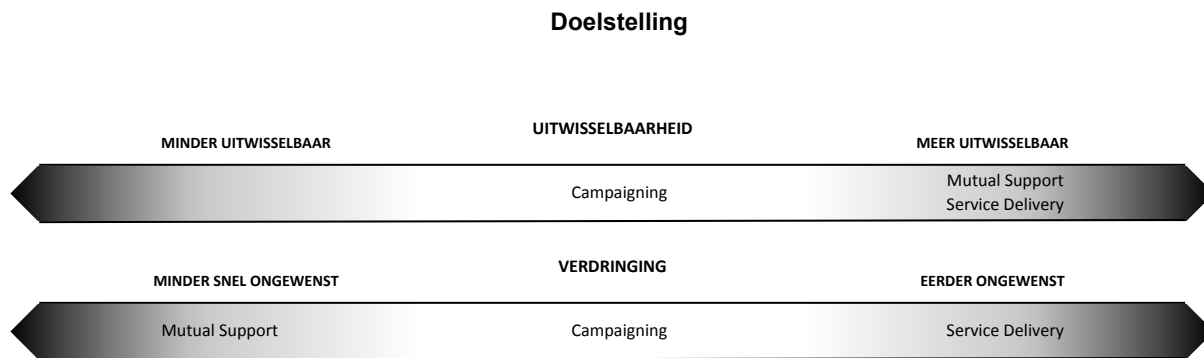 Doelstelling
UITWISSELBAARHEID
MINDER UITWISSELBAAR
MEER UITWISSELBAAR
Campaigning
Mutual Support
Service Delivery
VERDRINGING
MINDER SNEL ONGEWENST
EERDER ONGEWENST
Mutual Support
Campaigning
Service Delivery